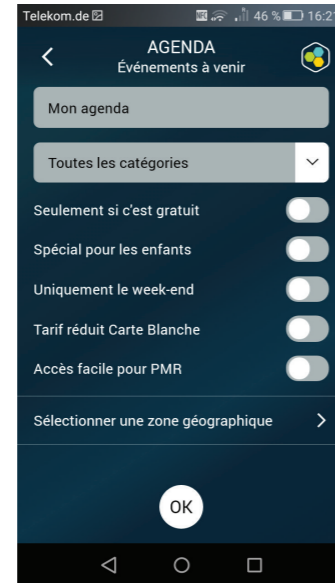 Telekom.de 46 % 16:21
AGENDA
Événements à venir
Mon agenda
Toutes les catégories
Seulement si c'est gratuit
Spécial pour les enfants
Uniquement le week-end
Tarif réduit Carte Blanche
Accès facile pour PMR
Sélectionner une zone géographique
OK